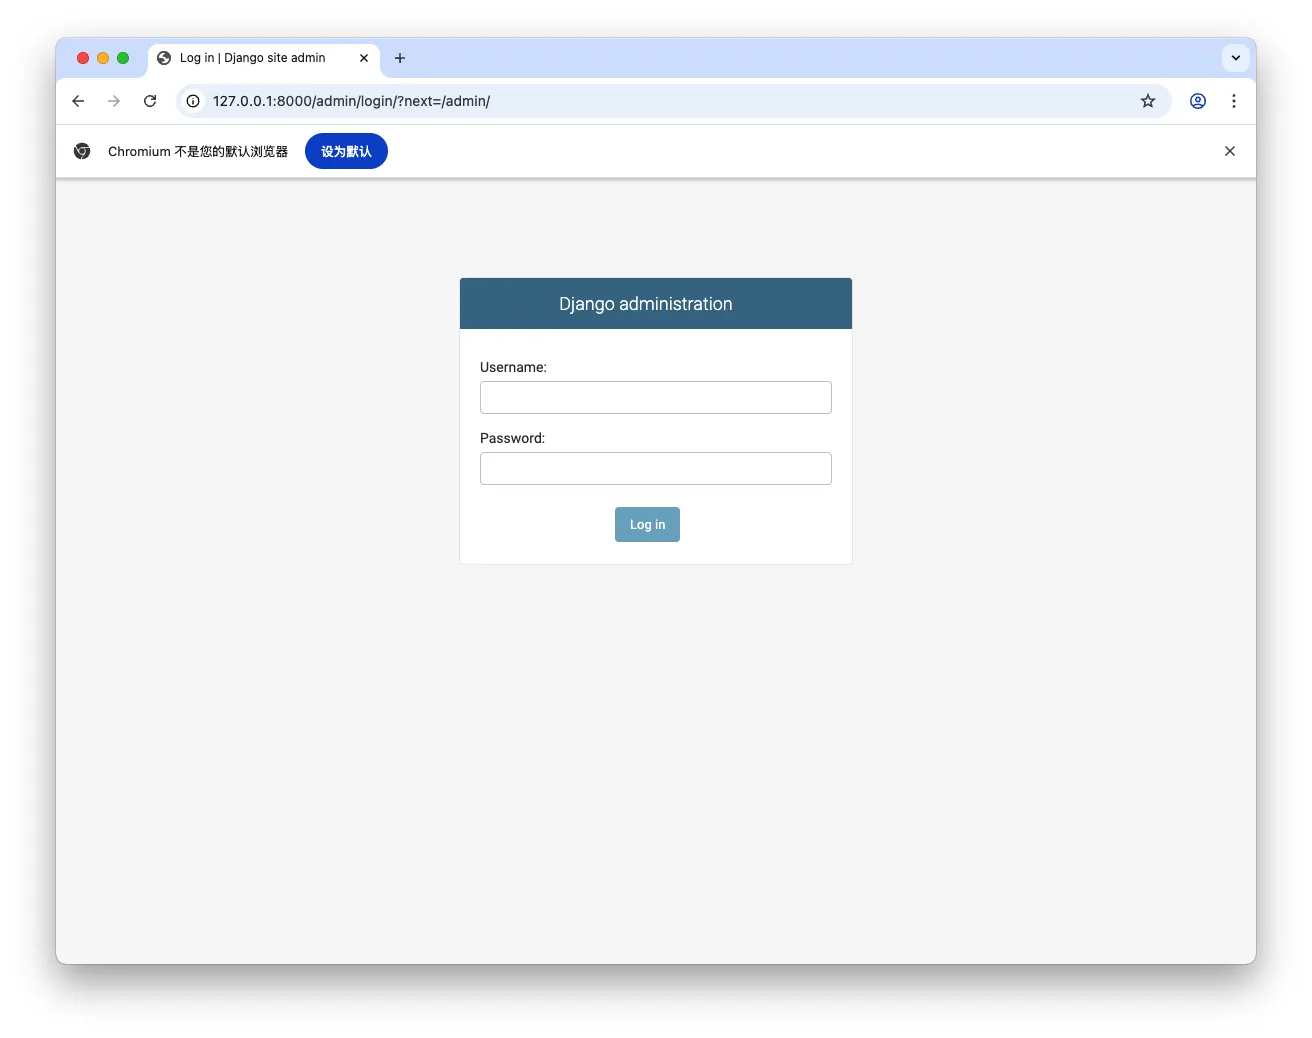 Log in | Django site admin
127.0.0.1:8000/admin/login/?next=/admin/
Chromium 不是您的默认浏览器
设为默认
Django administration
Username:
Password:
Log in